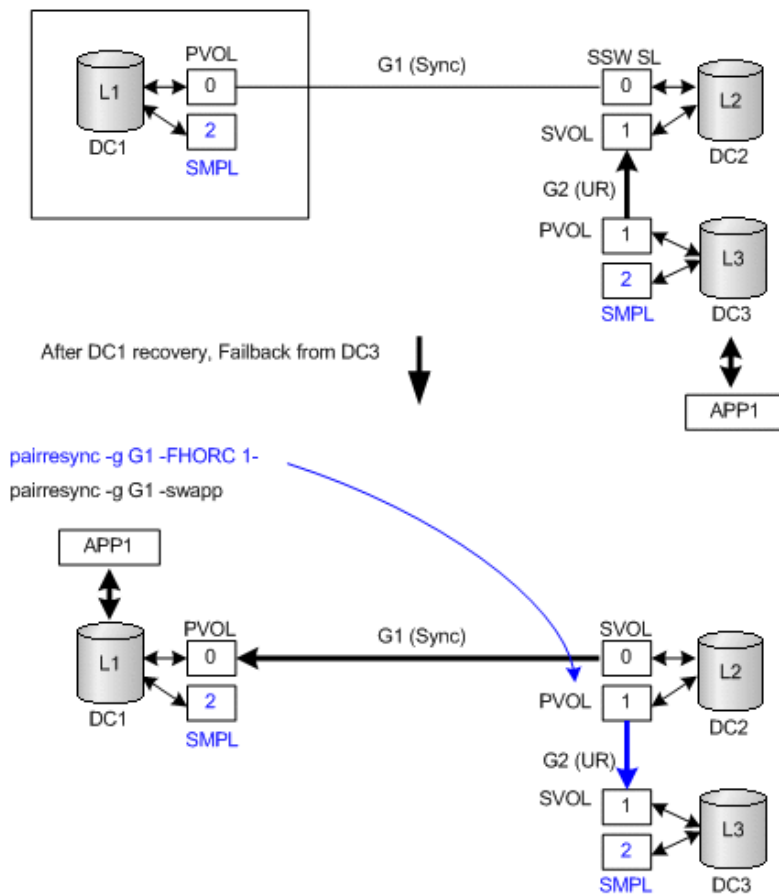 PVOL
SSW SL
G1 (Sync)
L1
0
0
L2
2
SVOL
1
DC1
SMPL
DC2
G2 (UR)
PVOL
1
L3
2
SMPL
DC3
After DC1 recovery, Failback from DC3
APP1
pairresync -g G1 -FHORC 1-
pairresync -g G1 -swapp
APP1
PVOL
G1 (Sync)
SVOL
L1
0
0
L2
2
PVOL
1
DC1
SMPL
DC2
G2 (UR)
SVOL
1
L3
2
SMPL
DC3